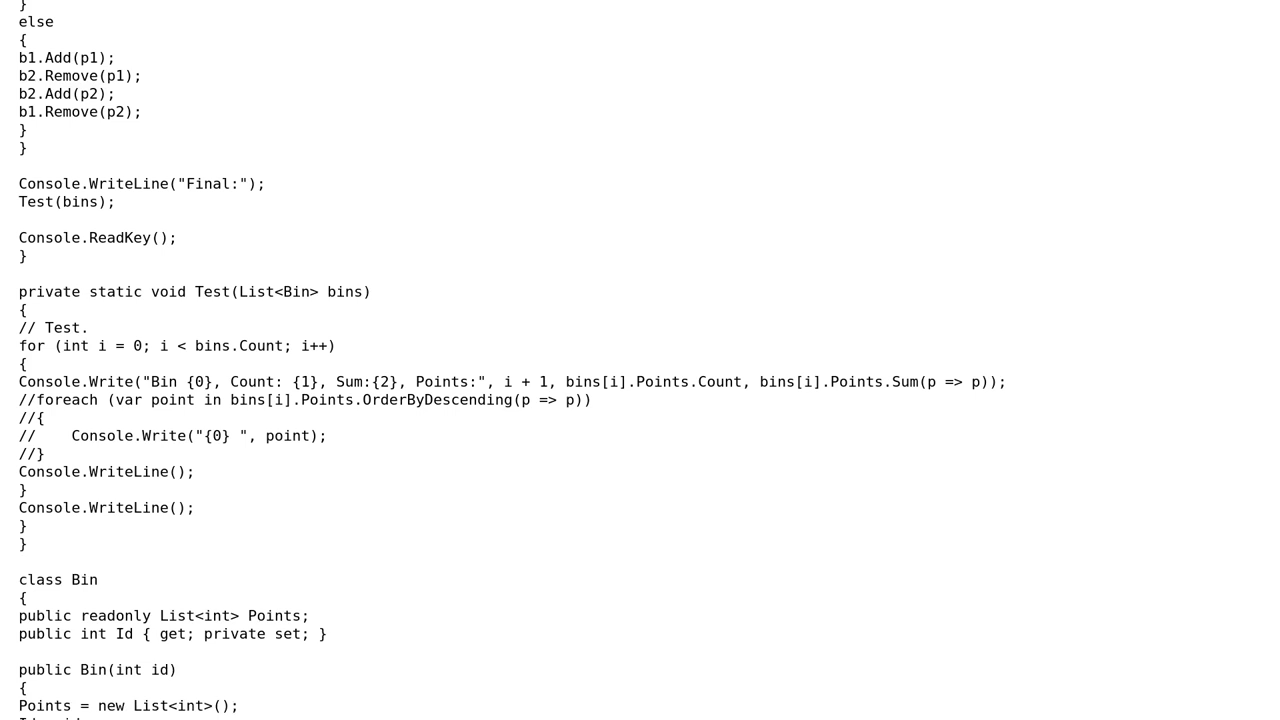 }
else
{
b1.Add(p1);
b2.Remove(p1);
b2.Add(p2);
b1.Remove(p2);
}
}

Console.WriteLine("Final:");
Test(bins);

Console.ReadKey();
}

private static void Test(List<Bin> bins)
{
// Test.
for (int i = 0; i < bins.Count; i++)
{
Console.Write("Bin {0}, Count: {1}, Sum:{2}, Points:", i + 1, bins[i].Points.Count, bins[i].Points.Sum(p => p));
//foreach (var point in bins[i].Points.OrderByDescending(p => p))
//{
//    Console.Write("{0} ", point);
//}
Console.WriteLine();
}
Console.WriteLine();
}
}

class Bin
{
public readonly List<int> Points;
public int Id { get; private set; }

public Bin(int id)
{
Points = new List<int>();